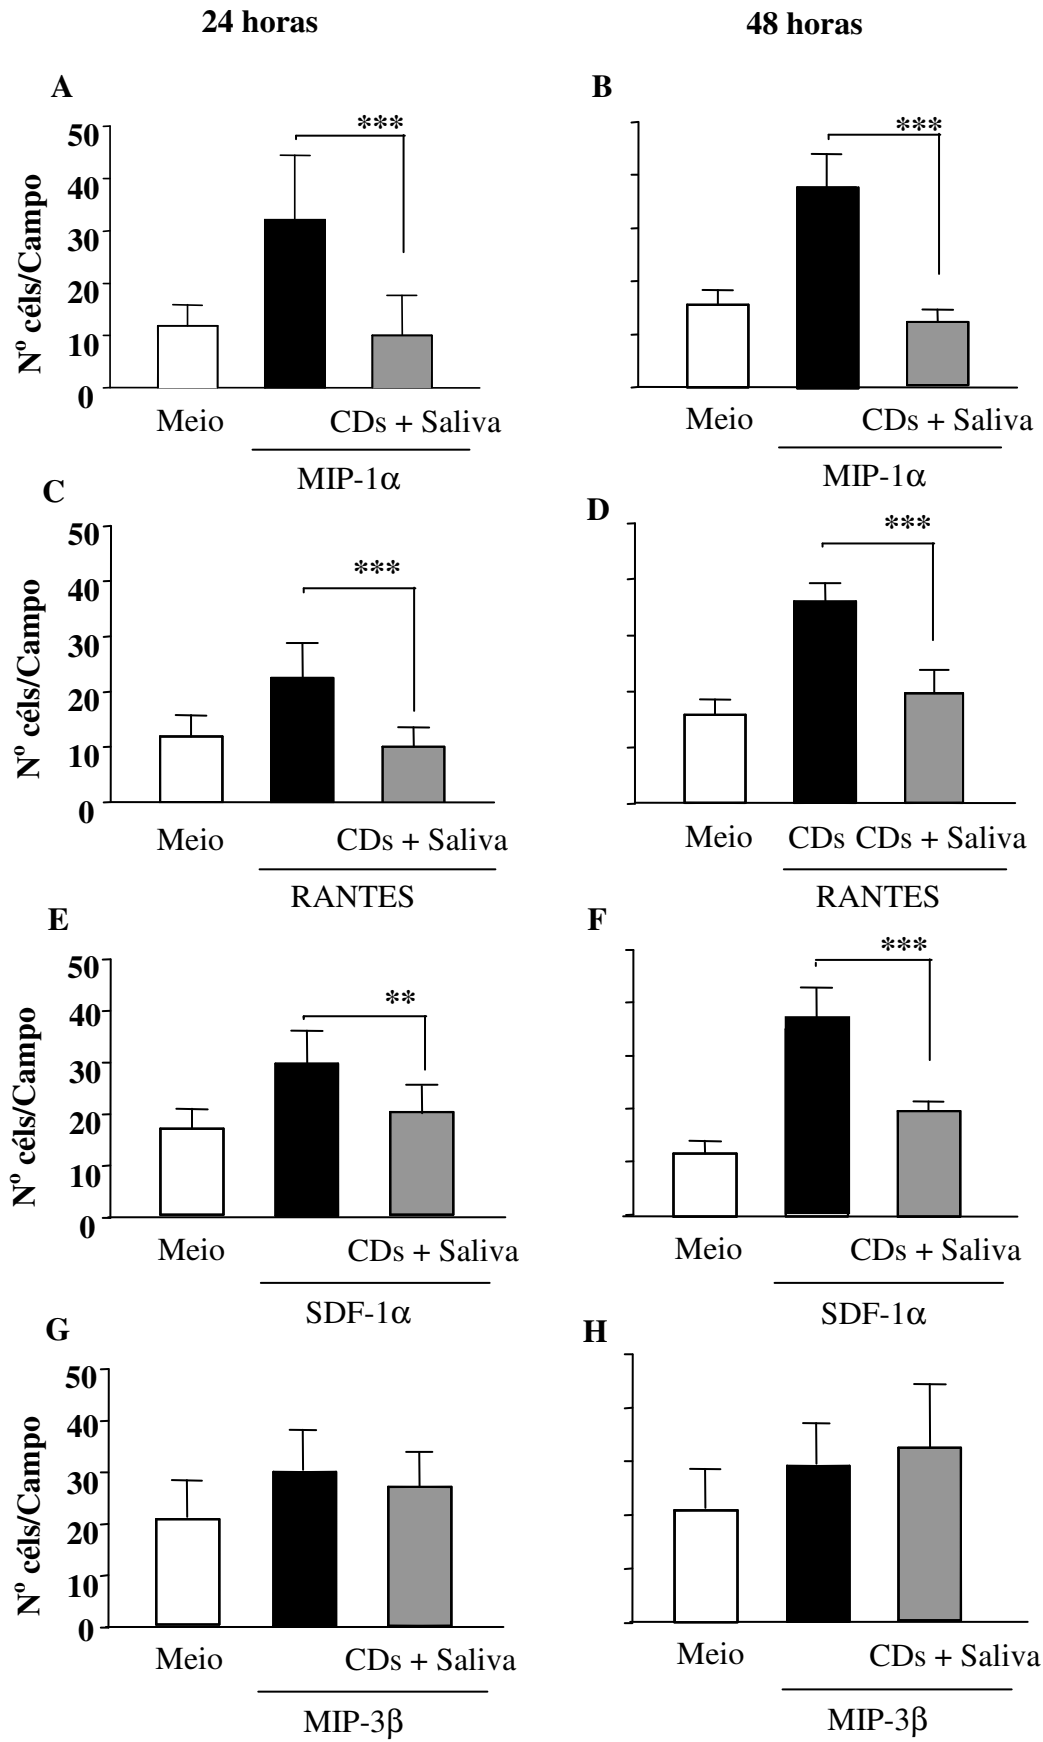 24 horas
48 horas
A
B
***
***
50
40
30
20
10
0
Nº céls/Campo
Meio
CDs + Saliva
Meio
CDs + Saliva
MIP-1α
MIP-1α
C
D
***
***
50
40
30
20
10
0
Nº céls/Campo
Meio
CDs + Saliva
Meio
CDs CDs + Saliva
RANTES
RANTES
E
F
**
***
50
40
30
20
10
0
Nº céls/Campo
Meio
CDs + Saliva
Meio
CDs + Saliva
SDF-1α
SDF-1α
G
H
50
40
30
20
10
0
Nº céls/Campo
Meio
CDs + Saliva
Meio
CDs + Saliva
MIP-3β
MIP-3β